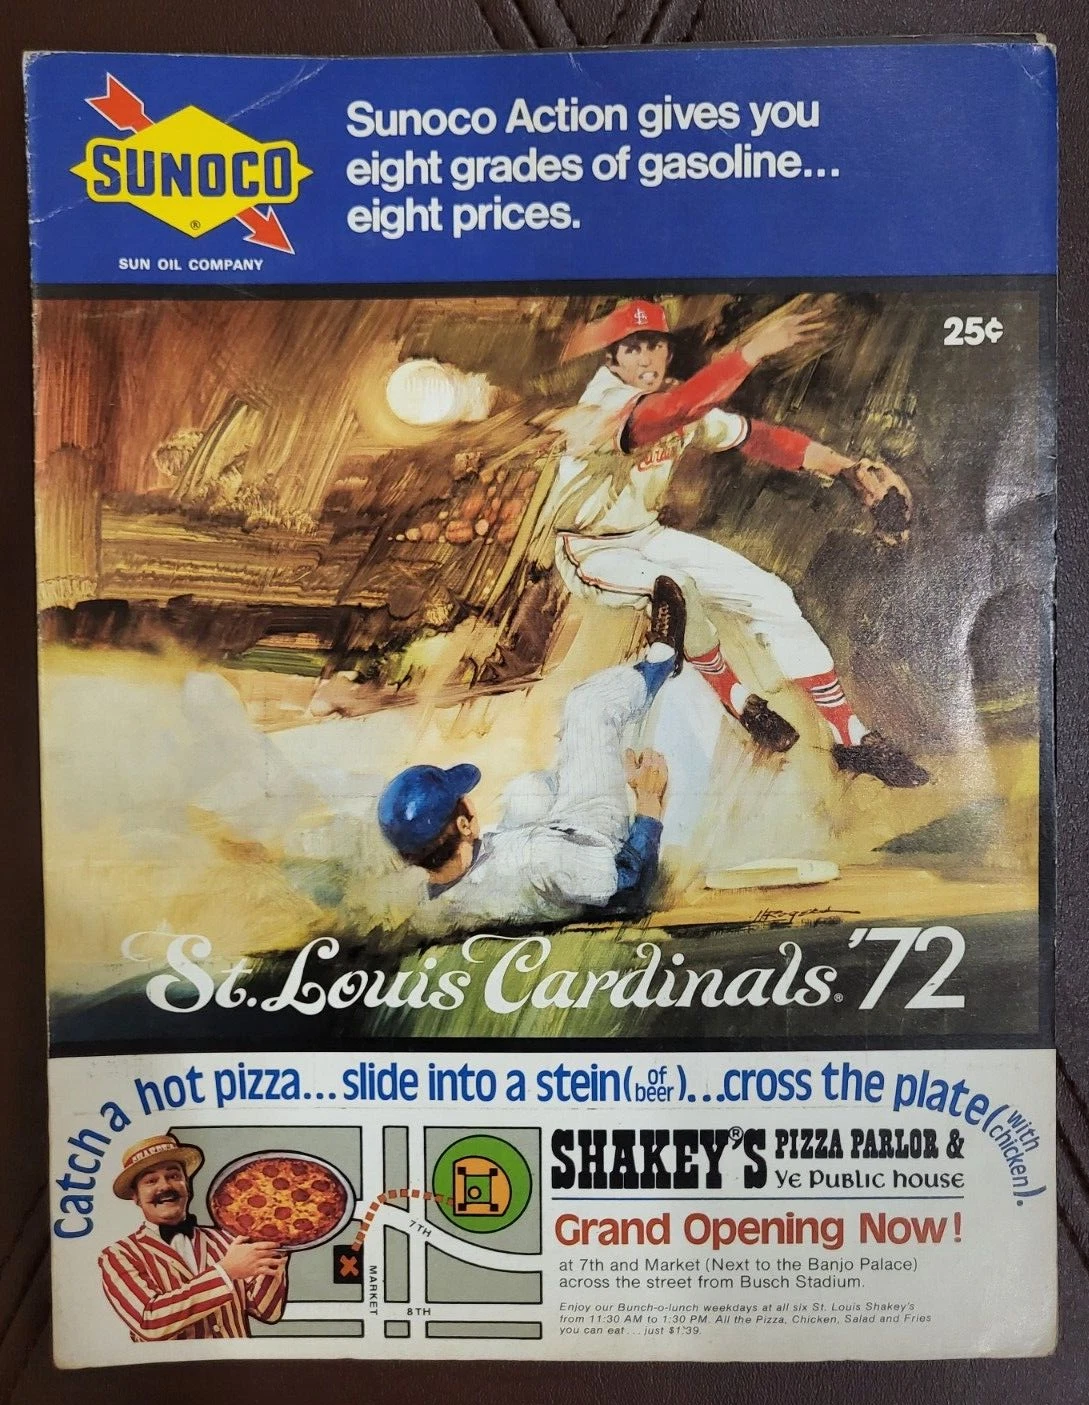 SUNOCO
®
SUN OIL COMPANY
Sunoco Action gives you
eight grades of gasoline...
eight prices.
25¢
St. Louis Cardinals® '72
Catch a hot pizza... slide into a stein (of beer)...cross the plate (with chicken).
SHAKEY'S
7TH
MARKET
8TH
SHAKEY®'S PIZZA PARLOR &
Ye Public house
Grand Opening Now!
at 7th and Market (Next to the Banjo Palace)
across the street from Busch Stadium.
Enjoy our Bunch-o-lunch weekdays at all six St. Louis Shakey's
from 11:30 AM to 1:30 PM. All the Pizza, Chicken, Salad and Fries
you can eat... just $1.39.